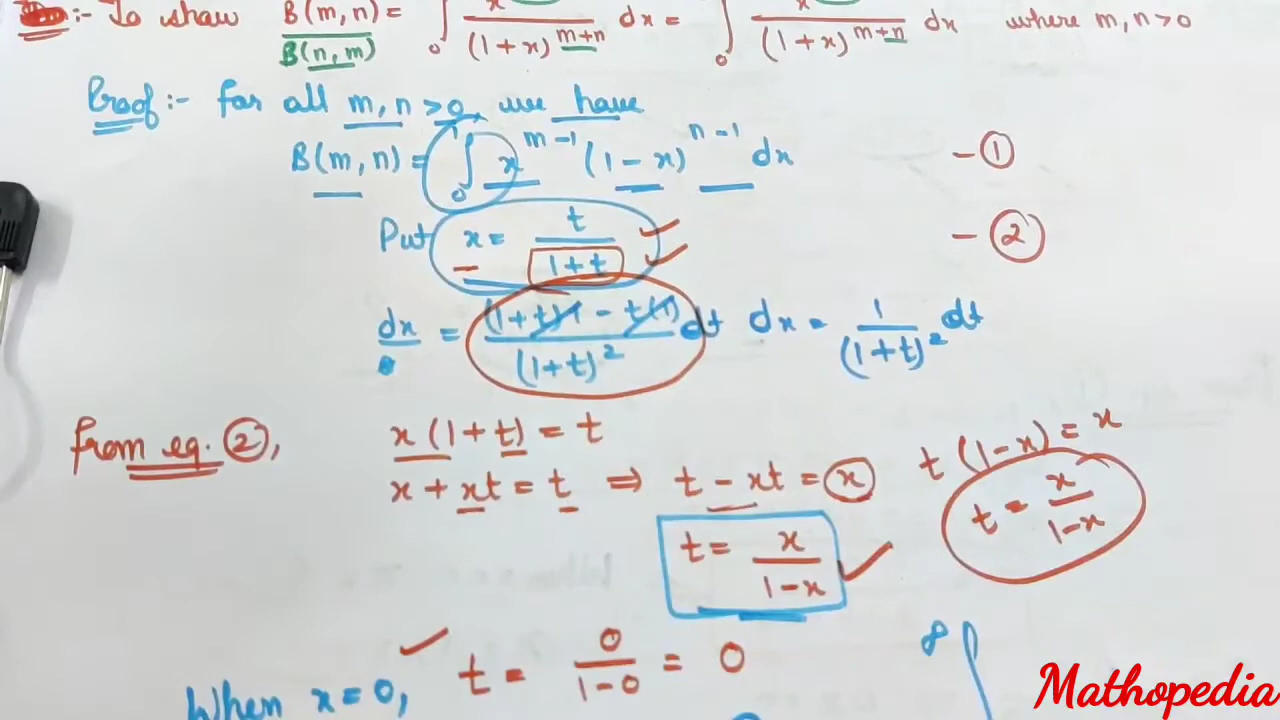 :- To show B(m,n) = ∫₀ x / (1+x)^(m+n) dx = ∫₀ x / (1+x)^(m+n) dx where m,n>0
B(n,m)
Proof:- for all m,n>0, we have
B(m,n) = ∫₀¹ x^(m-1) (1-x)^(n-1) dx - ①
Put x = t / (1+t) - ②
dx = ((1+t)1 - t(1)) / (1+t)² dt dx = 1 / (1+t)² dt
from eq. ②, x(1+t) = t
x + xt = t ⇒ t - xt = x t(1-x) = x
t = x / (1-x) t = x / (1-x)
When x=0, t = 0 / (1-0) = 0 ∞ ∫
Mathopedia